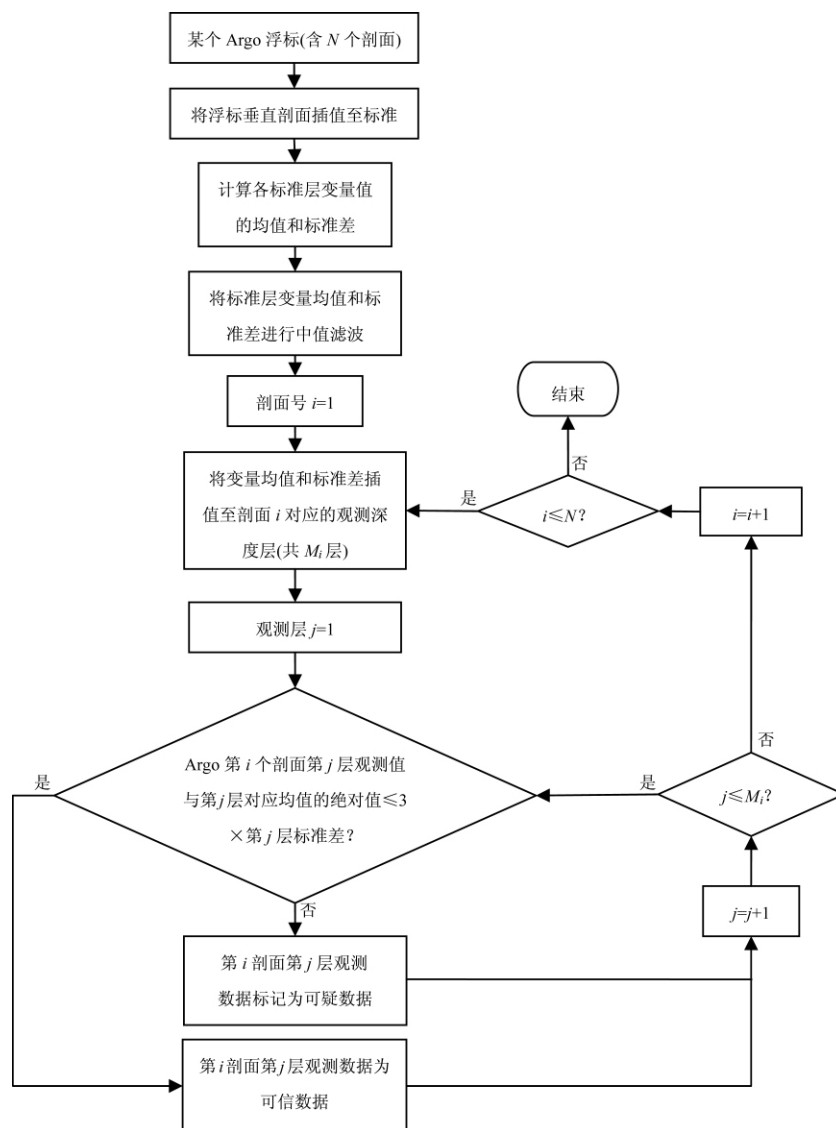 某个 Argo 浮标(含 N 个剖面)
将浮标垂直剖面插值至标准
计算各标准层变量值
的均值和标准差
将标准层变量均值和标
准差进行中值滤波
剖面号 i=1
结束
否
将变量均值和标准差插
值至剖面 i 对应的观测深
度层(共 Mᵢ 层)
是
i≤N?
i=i+1
观测层 j=1
否
是
Argo 第 i 个剖面第 j 层观测值
与第 j 层对应均值的绝对值≤3
×第 j 层标准差?
是
j≤Mᵢ?
否
j=j+1
第 i 剖面第 j 层观测
数据标记为可疑数据
第 i 剖面第 j 层观测数据为
可信数据